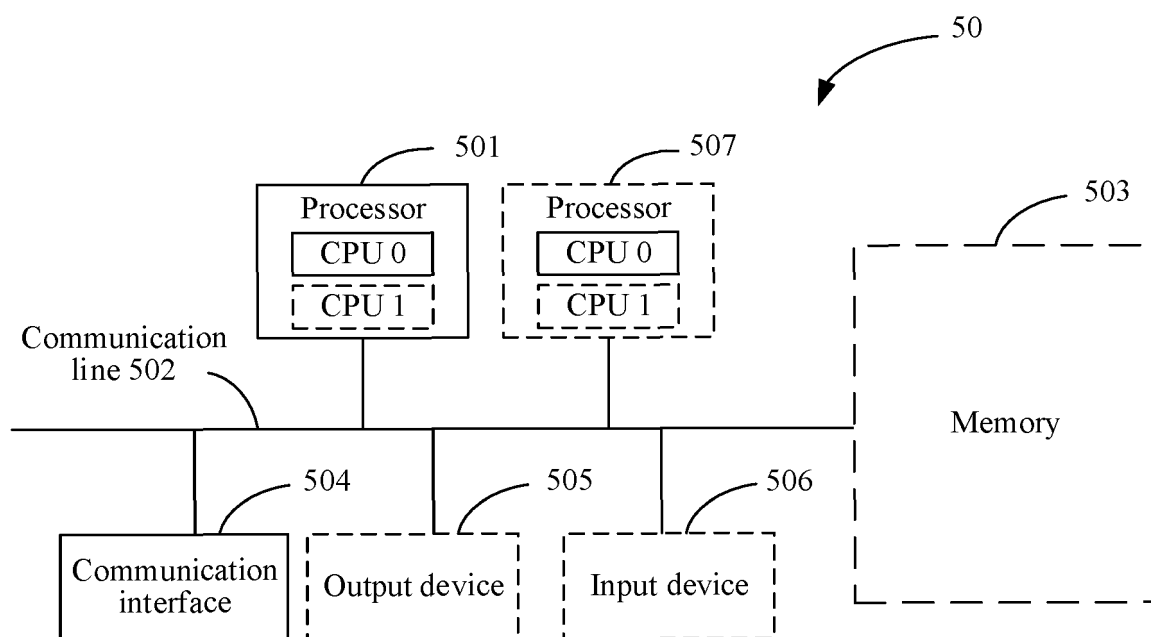 50
501
507
503
Processor
CPU 0
CPU 1
Processor
CPU 0
CPU 1
Communication
line 502
Memory
504
505
506
Communication
interface
Output device
Input device